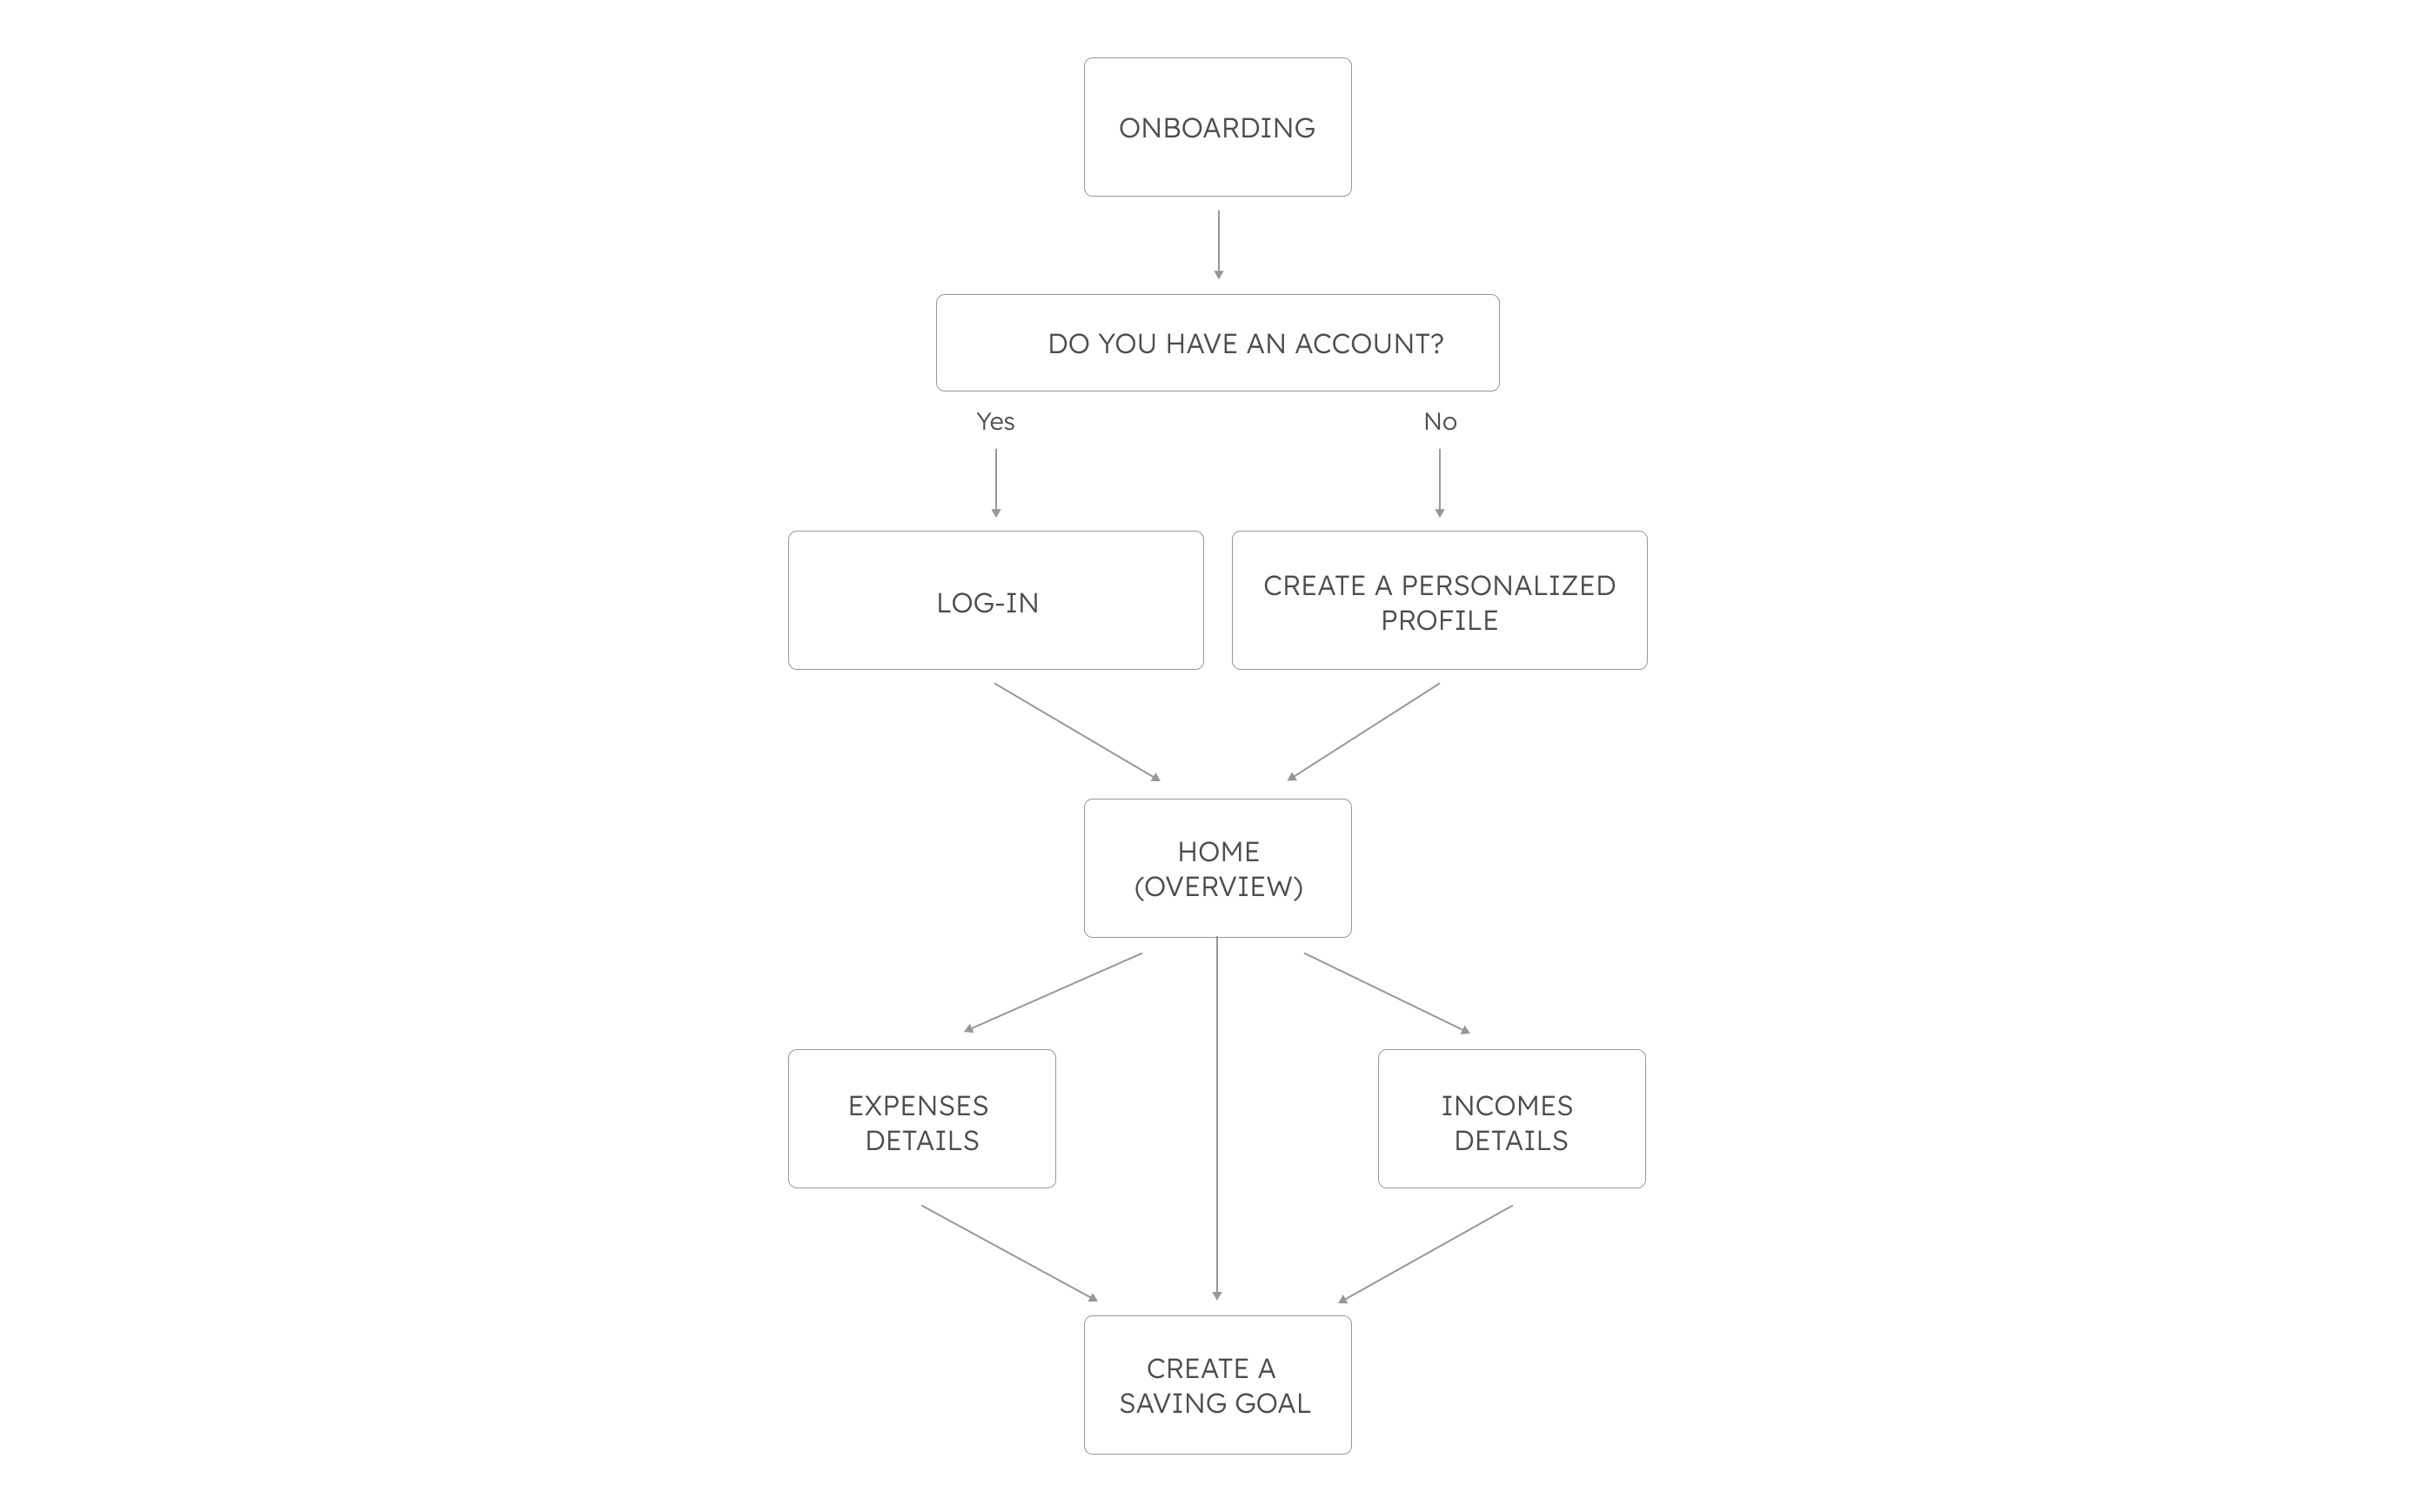 ONBOARDING
DO YOU HAVE AN ACCOUNT?
Yes
No
LOG-IN
CREATE A PERSONALIZED
PROFILE
HOME
(OVERVIEW)
EXPENSES
DETAILS
INCOMES
DETAILS
CREATE A
SAVING GOAL